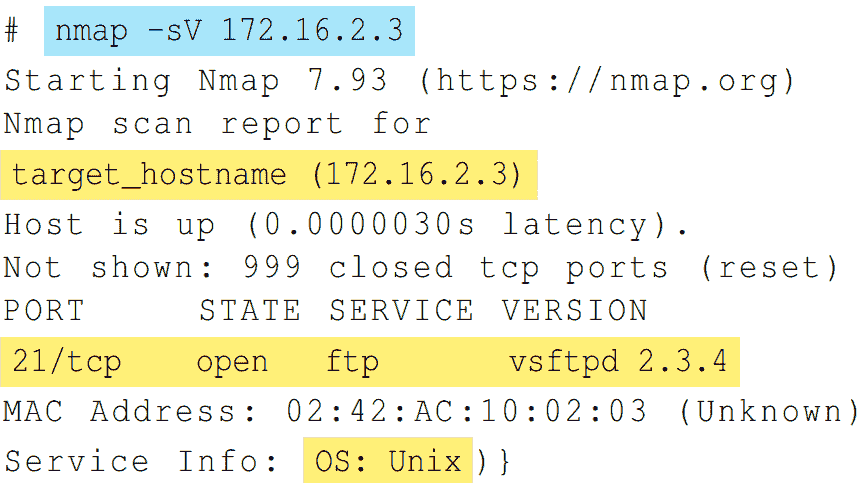 # nmap -sV 172.16.2.3
Starting Nmap 7.93 (https://nmap.org)
Nmap scan report for
target_hostname (172.16.2.3)
Host is up (0.0000030s latency).
Not shown: 999 closed tcp ports (reset)
PORT STATE SERVICE VERSION
21/tcp open ftp vsftpd 2.3.4
MAC Address: 02:42:AC:10:02:03 (Unknown)
Service Info: OS: Unix)}